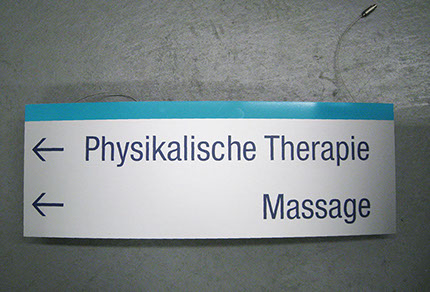 ← Physikalische Therapie
← Massage